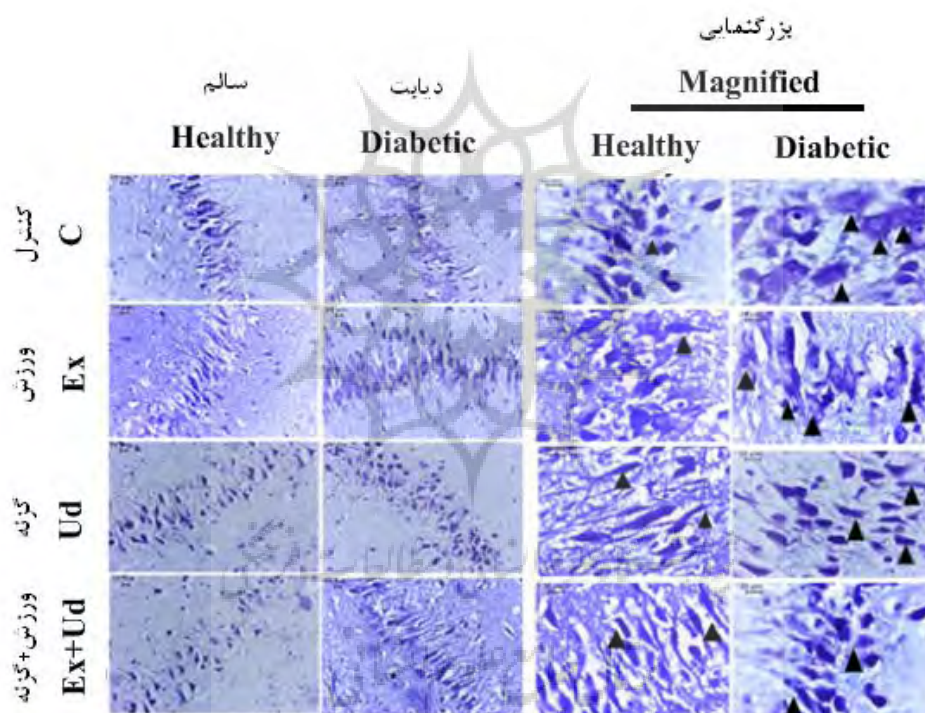 بزرگنمایی
Magnified
سالم
دیابت
Healthy
Diabetic
Healthy
Diabetic
کنترل
C
ورزش
Ex
گزنه
Ud
ورزش+گزنه
Ex+Ud